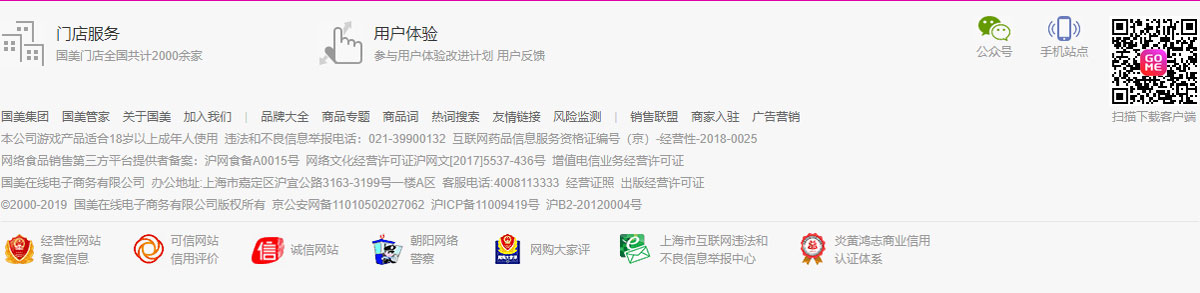 门店服务
国美门店全国共计2000余家
用户体验
参与用户体验改进计划 用户反馈
公众号
手机站点
GO
ME
扫描下载客户端
国美集团 国美管家 关于国美 加入我们 | 品牌大全 商品专题 商品词 热词搜索 友情链接 风险监测 | 销售联盟 商家入驻 广告营销
本公司游戏产品适合18岁以上成年人使用 违法和不良信息举报电话：021-39900132 互联网药品信息服务资格证编号（京）-经营性-2018-0025
网络食品销售第三方平台提供者备案：沪网食备A0015号 网络文化经营许可证沪网文[2017]5537-436号 增值电信业务经营许可证
国美在线电子商务有限公司 办公地址:上海市嘉定区沪宜公路3163-3199号一楼A区 客服电话:4008113333 经营证照 出版经营许可证
©2000-2019 国美在线电子商务有限公司版权所有 京公安网备11010502027062 沪ICP备11009419号 沪B2-20120004号
经营性网站
备案信息
可信网站
信用评价
信
诚信网站
朝阳网络
警察
网购大家评
网购大家评
上海市互联网违法和
不良信息举报中心
炎黄鸿志商业信用
认证体系